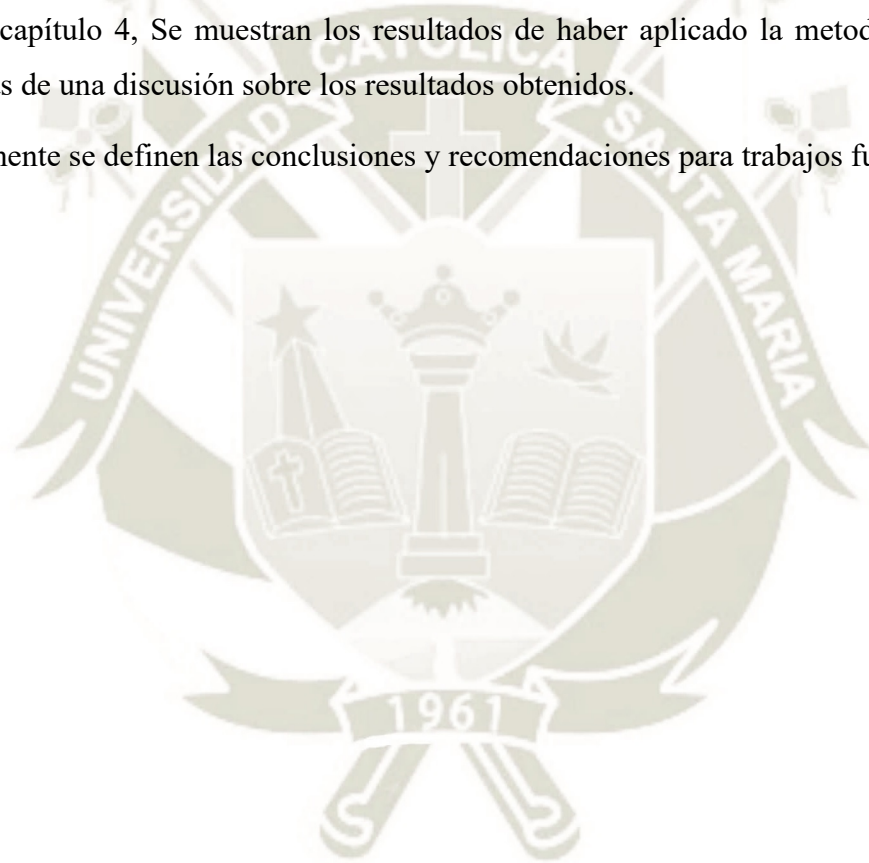 capítulo 4, Se muestran los resultados de haber aplicado la metod
s de una discusión sobre los resultados obtenidos.
mente se definen las conclusiones y recomendaciones para trabajos fu
UNIVERSIDAD CATOLICA SANTA MARIA
1961